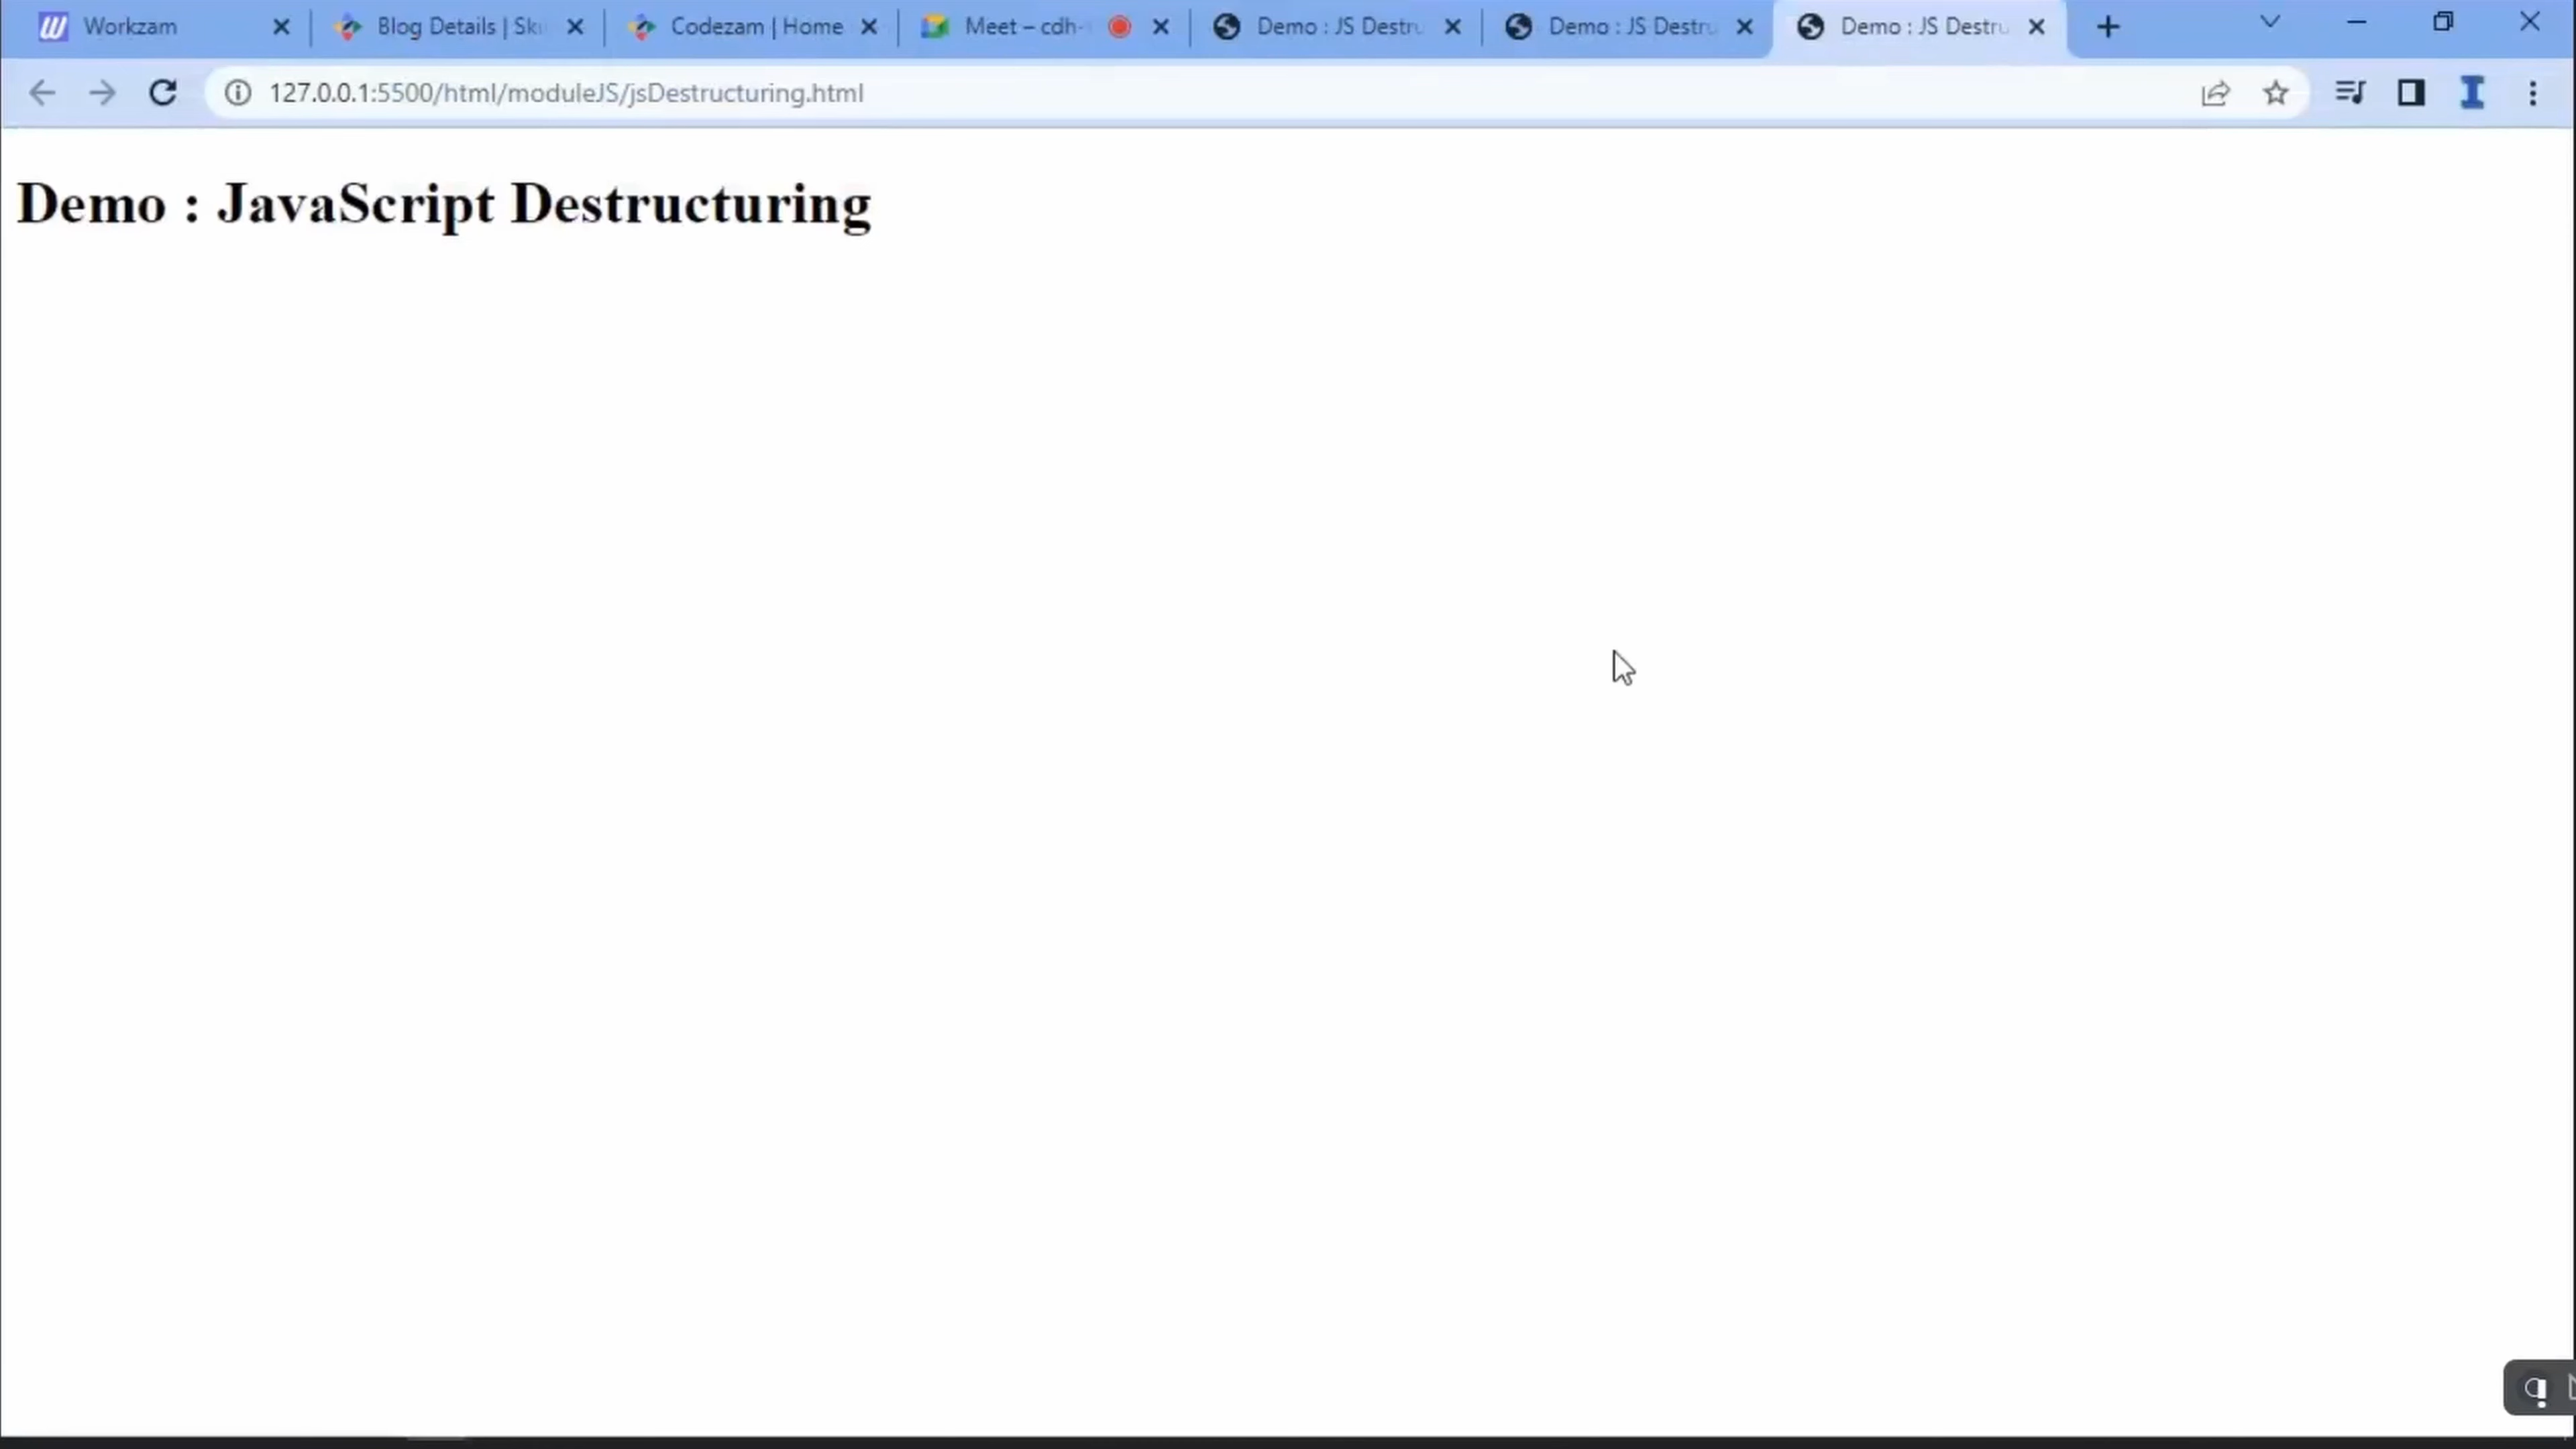 Workzam
Blog Details | Sk
Codezam | Home
Meet – cdh-
Demo : JS Destru
Demo : JS Destru
Demo : JS Destru
127.0.0.1:5500/html/moduleJS/jsDestructuring.html
Demo : JavaScript Destructuring